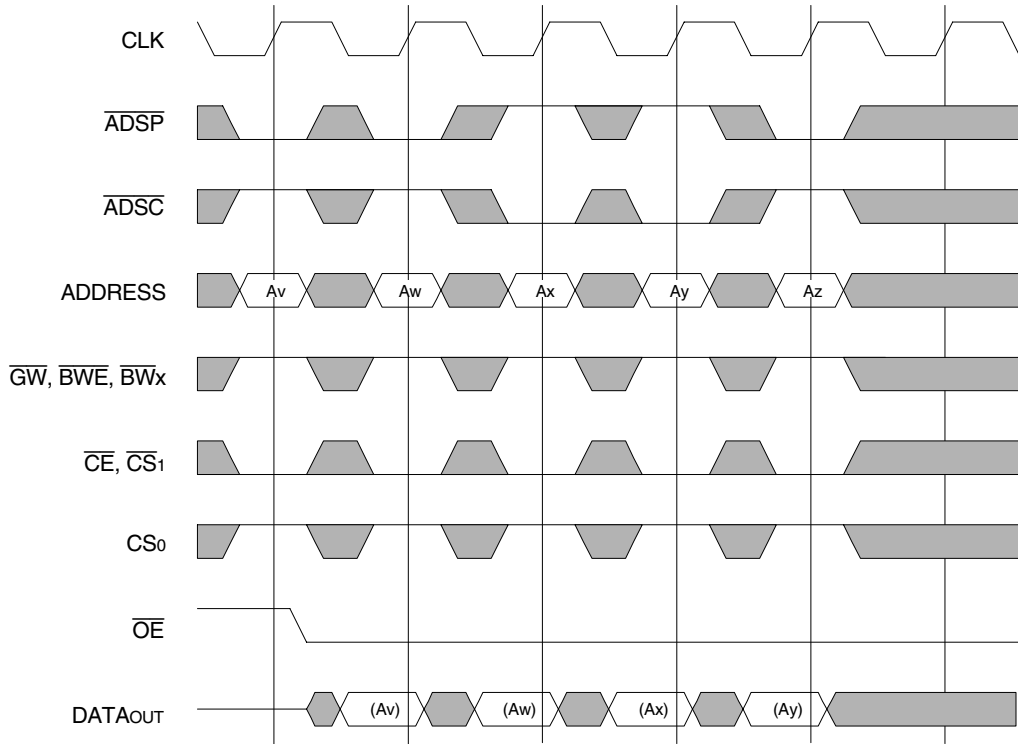 CLK
ADSP
ADSC
ADDRESS Av Aw Ax Ay Az
GW, BWE, BWx
CE, CS1
CS0
OE
DATAOUT (Av) (Aw) (Ax) (Ay)